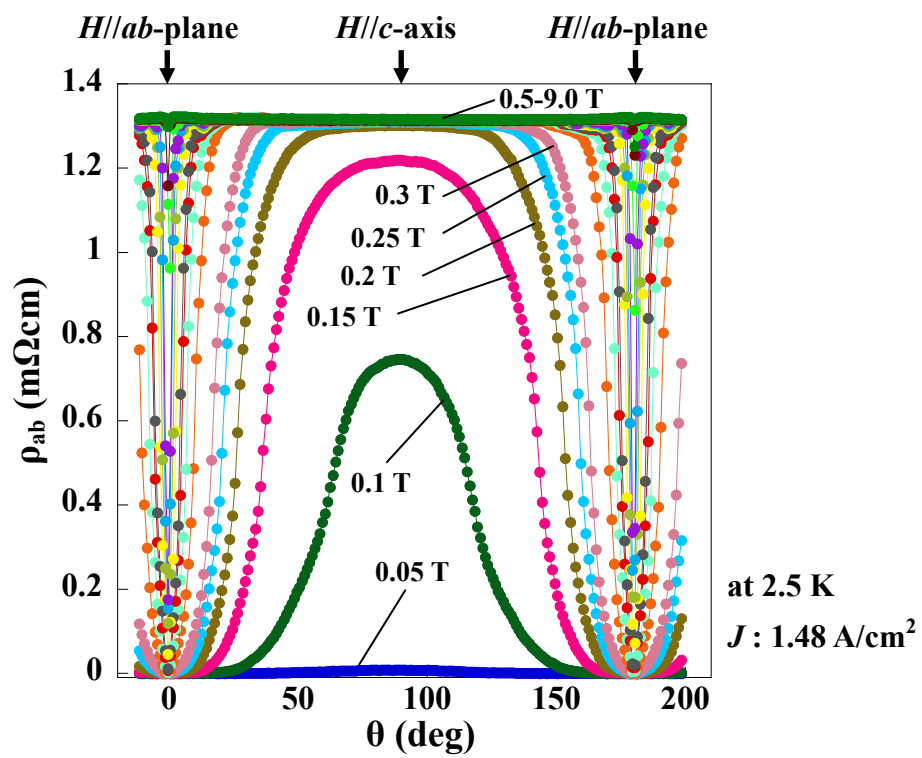 H//ab-plane H//c-axis H//ab-plane
1.4
0.5-9.0 T
1.2
0.3 T
0.25 T
1
0.2 T
0.15 T
0.8
0.6
0.1 T
0.4
0.05 T
0.2
at 2.5 K
J : 1.48 A/cm²
0
0 50 100 150 200
θ (deg)
ρab (mΩcm)